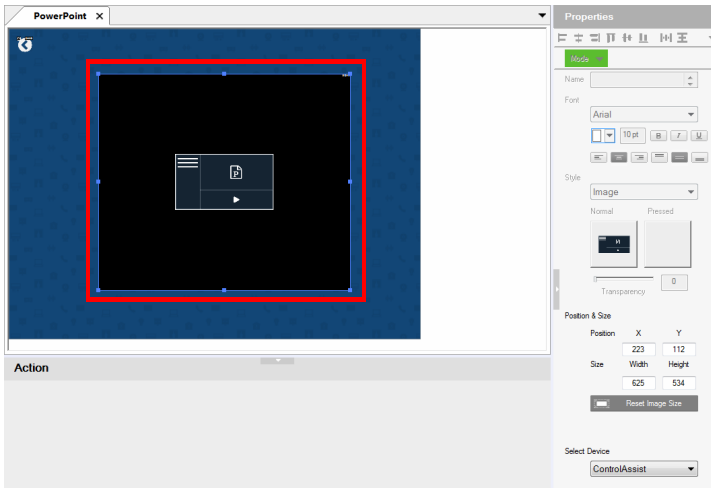 PowerPoint X
P
Action
Properties
Mode
Name
Font
Arial
10 pt B I U
Style
Image
Normal Pressed
0
Transparency
Position & Size
Position X Y
223 112
Size Width Height
625 534
Reset Image Size
Select Device
ControlAssist